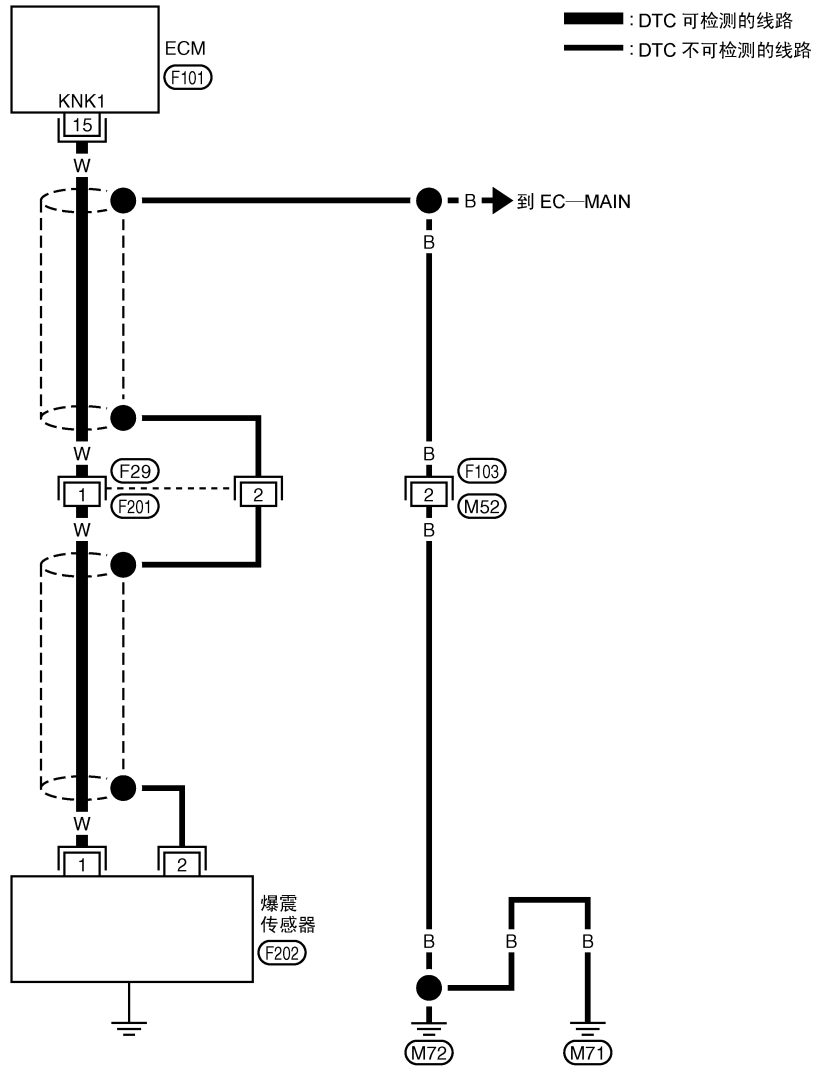 : DTC 可检测的线路
: DTC 不可检测的线路
ECM
F101
KNK1
15
W
到 EC—MAIN
B
B
W
B
F29
F103
1
2
2
F201
M52
W
B
W
1
2
爆震
传感器
F202
B
B
B
M72
M71